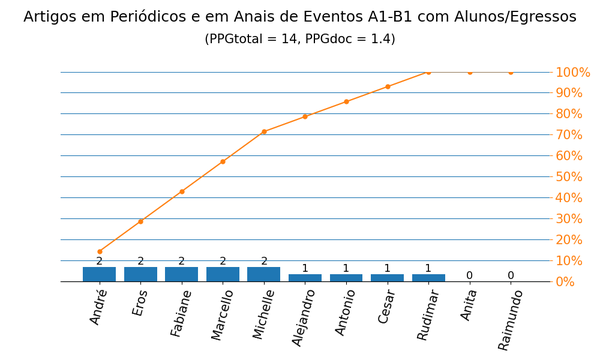 Artigos em Periódicos e em Anais de Eventos A1-B1 com Alunos/Egressos
(PPGtotal = 14, PPGdoc = 1.4)
100%
90%
80%
70%
60%
50%
40%
30%
20%
10%
0%
2 2 2 2 2 1 1 1 1 0 0
André Eros Fabiane Marcello Michelle Alejandro Antonio Cesar Rudimar Anita Raimundo